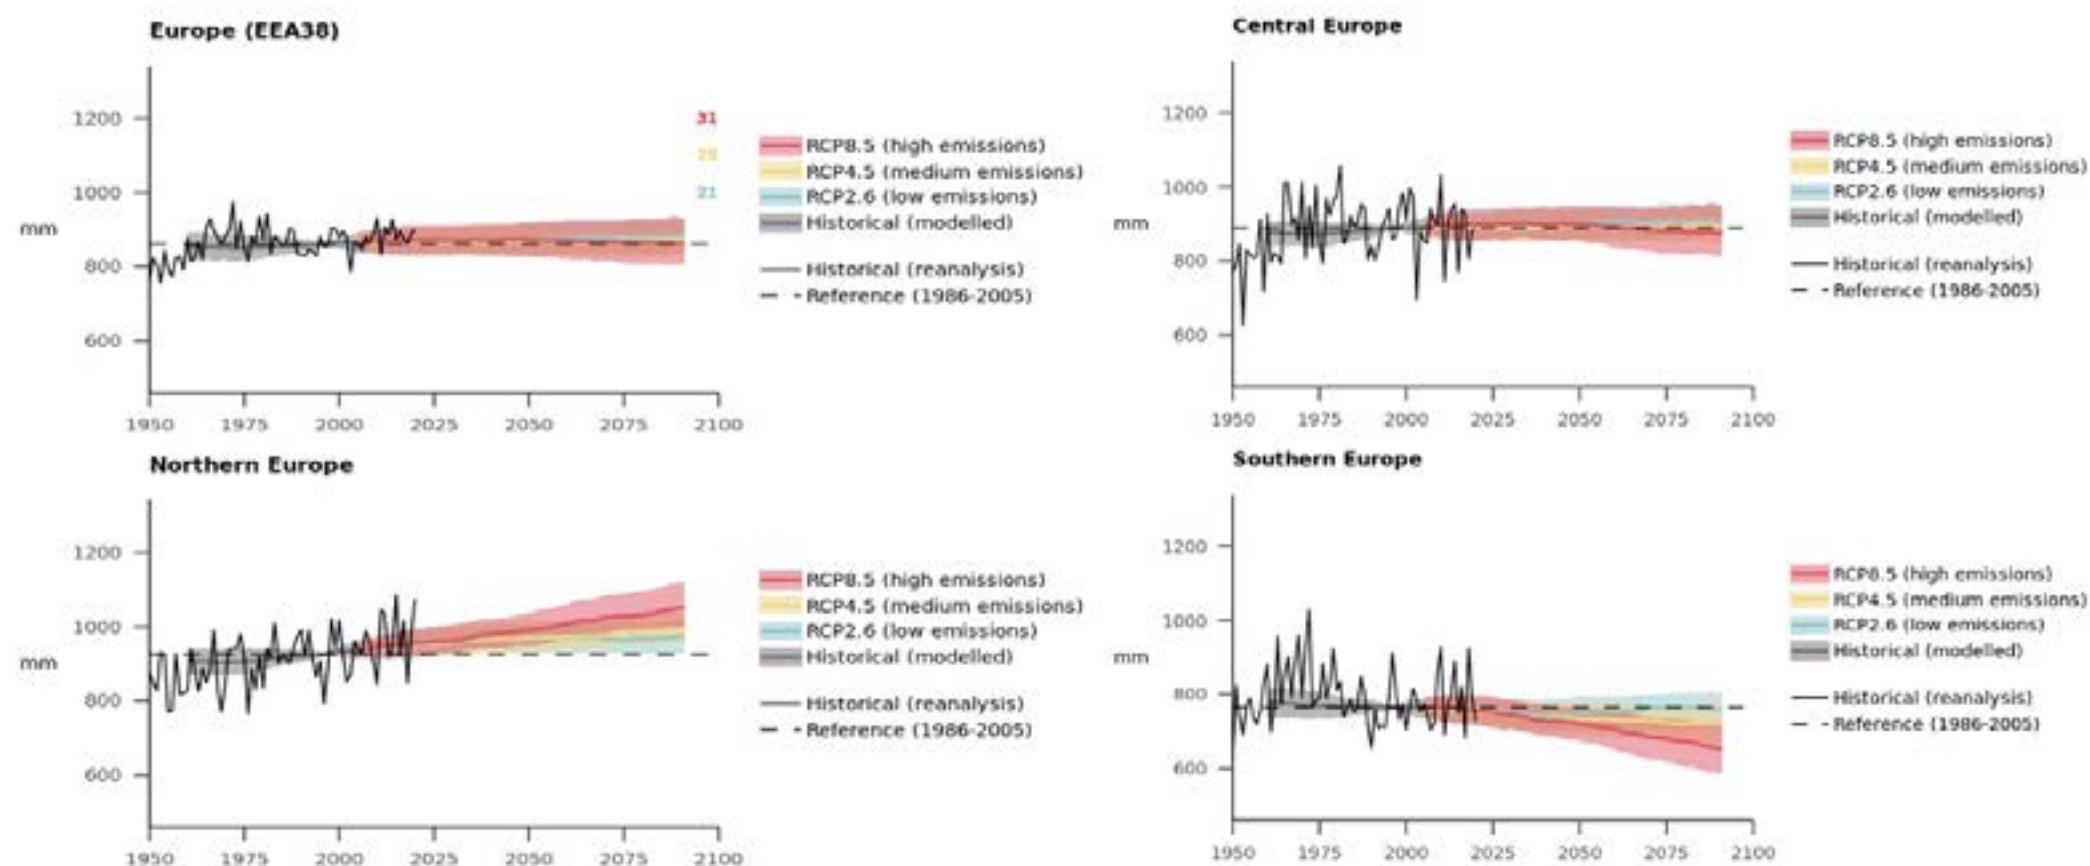 Europe (EEA38)
1200
1000
800
600
mm
31
29
21
RCP8.5 (high emissions)
RCP4.5 (medium emissions)
RCP2.6 (low emissions)
Historical (modelled)
Historical (reanalysis)
Reference (1986-2005)
1950 1975 2000 2025 2050 2075 2100
Central Europe
1200
1000
800
600
mm
RCP8.5 (high emissions)
RCP4.5 (medium emissions)
RCP2.6 (low emissions)
Historical (modelled)
Historical (reanalysis)
Reference (1986-2005)
1950 1975 2000 2025 2050 2075 2100
Northern Europe
1200
1000
800
600
mm
RCP8.5 (high emissions)
RCP4.5 (medium emissions)
RCP2.6 (low emissions)
Historical (modelled)
Historical (reanalysis)
Reference (1986-2005)
1950 1975 2000 2025 2050 2075 2100
Southern Europe
1200
1000
800
600
mm
RCP8.5 (high emissions)
RCP4.5 (medium emissions)
RCP2.6 (low emissions)
Historical (modelled)
Historical (reanalysis)
Reference (1986-2005)
1950 1975 2000 2025 2050 2075 2100